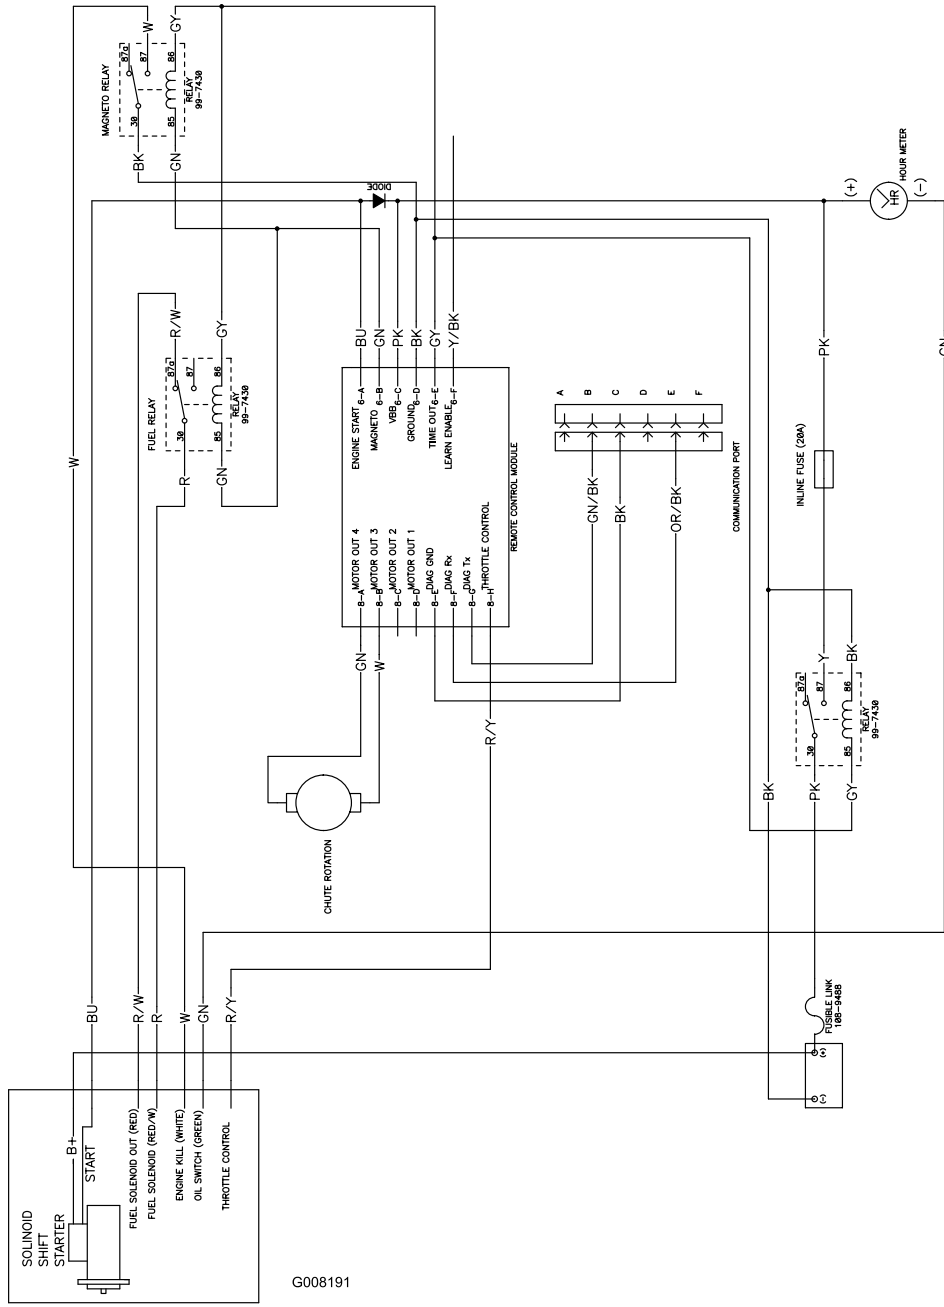 W
GY
MAGNETO RELAY
87a
87
86
30
85
RELAY
99-7430
BK
GN
W
BU
DIODE
(+)
HOUR METER
HR
(-)
GN
FUEL RELAY
R/W
GY
87a
87
86
30
85
RELAY
99-7430
R
GN
BU
GN
PK
BK
GY
Y/BK
ENGINE START 6-A
MAGNETO 6-B
VBB 6-C
GROUND 6-D
TIME OUT 6-E
LEARN ENABLE 6-F
REMOTE CONTROL MODULE
8-A MOTOR OUT 4
8-B MOTOR OUT 3
8-C MOTOR OUT 2
8-D MOTOR OUT 1
8-E DIAG GND
8-F DIAG Rx
8-G DIAG Tx
8-H THROTTLE CONTROL
GN
W
R/Y
CHUTE ROTATION
A
B
C
D
E
F
GN/BK
BK
OR/BK
COMMUNICATION PORT
PK
INLINE FUSE (20A)
Y
BK
87a
87
86
30
85
RELAY
99-7430
BK
PK
GY
FUSIBLE LINK
108-9488
(+)
(-)
R/W
R
W
GN
R/Y
SOLINOID
SHIFT
STARTER
B+
START
FUEL SOLENOID OUT (RED)
FUEL SOLENOID (RED/W)
ENGINE KILL (WHITE)
OIL SWITCH (GREEN)
THROTTLE CONTROL
G008191